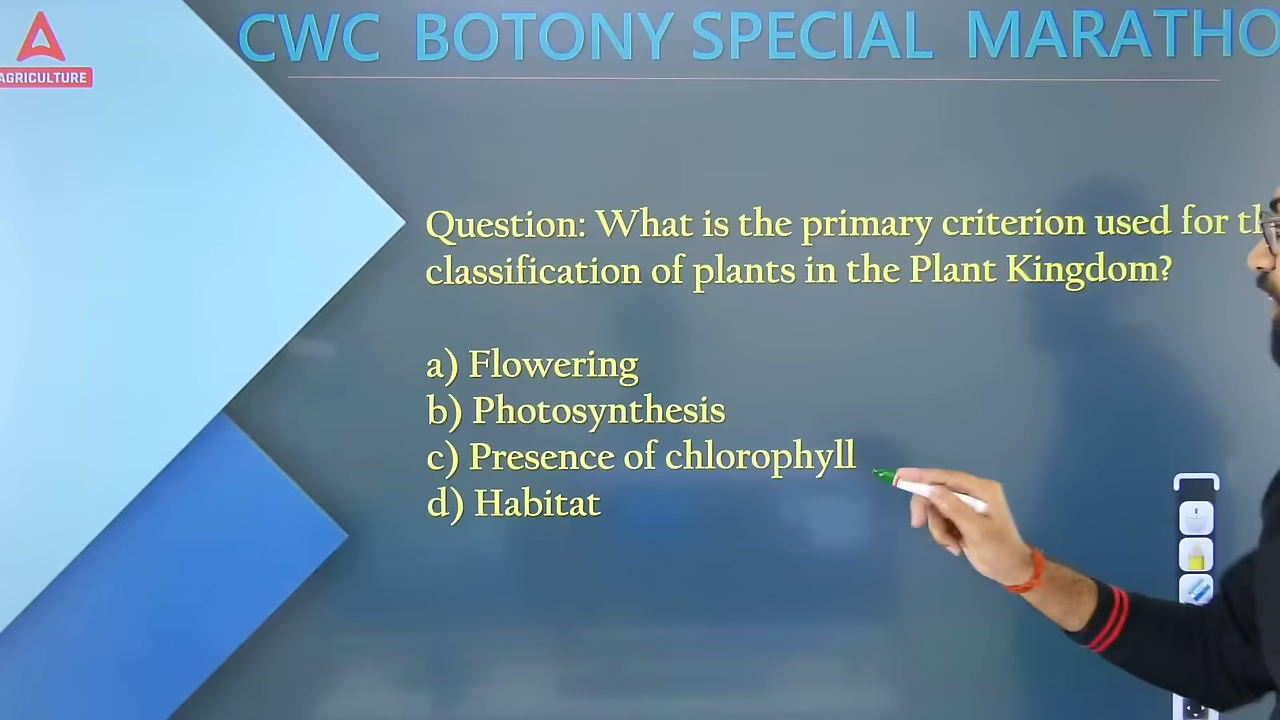 CWC BOTONY SPECIAL MARATHO
AGRICULTURE
Question: What is the primary criterion used for
classification of plants in the Plant Kingdom?
a) Flowering
b) Photosynthesis
c) Presence of chlorophyll
d) Habitat